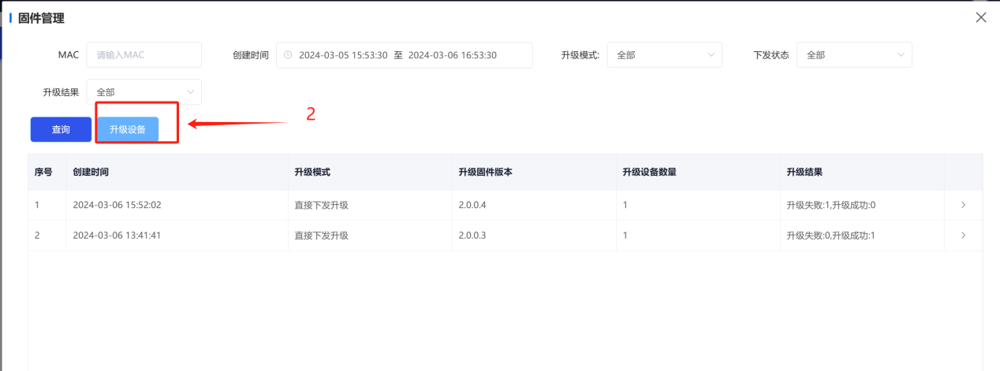 固件管理
MAC 请输入MAC 创建时间 2024-03-05 15:53:30 至 2024-03-06 16:53:30 升级模式: 全部 下发状态 全部
升级结果 全部
查询 升级设备 2
序号 创建时间 升级模式 升级固件版本 升级设备数量 升级结果
1 2024-03-06 15:52:02 直接下发升级 2.0.0.4 1 升级失败:1,升级成功:0
2 2024-03-06 13:41:41 直接下发升级 2.0.0.3 1 升级失败:0,升级成功:1